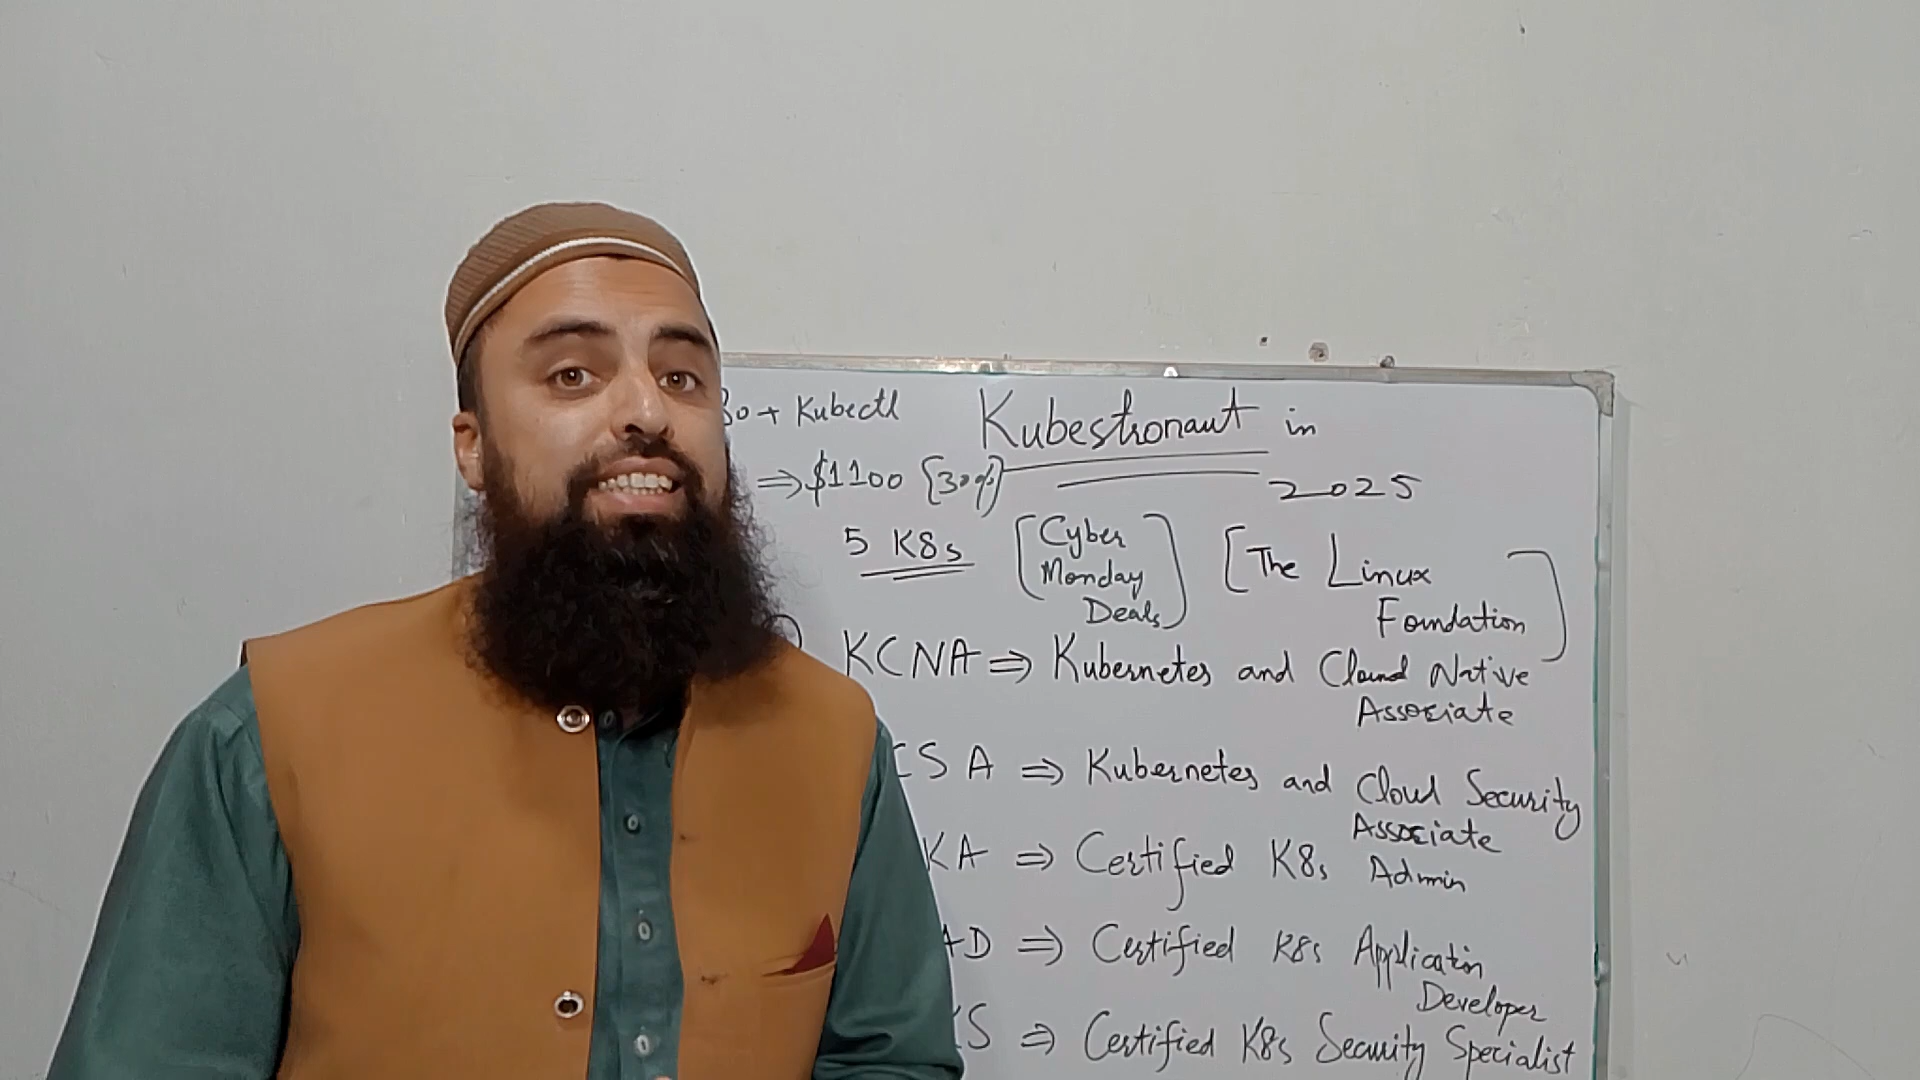 30+ Kubectl
Kubestronaut in
2025
⇒ $1100 {30%}
5 K8s
[Cyber
Monday
Deals]
[The Linux
Foundation]
KCNA ⇒ Kubernetes and Cloud Native
Associate
CSA ⇒ Kubernetes and Cloud Security
Associate
KA ⇒ Certified K8s Admin
AD ⇒ Certified K8s Application
Developer
KS ⇒ Certified K8s Security Specialist